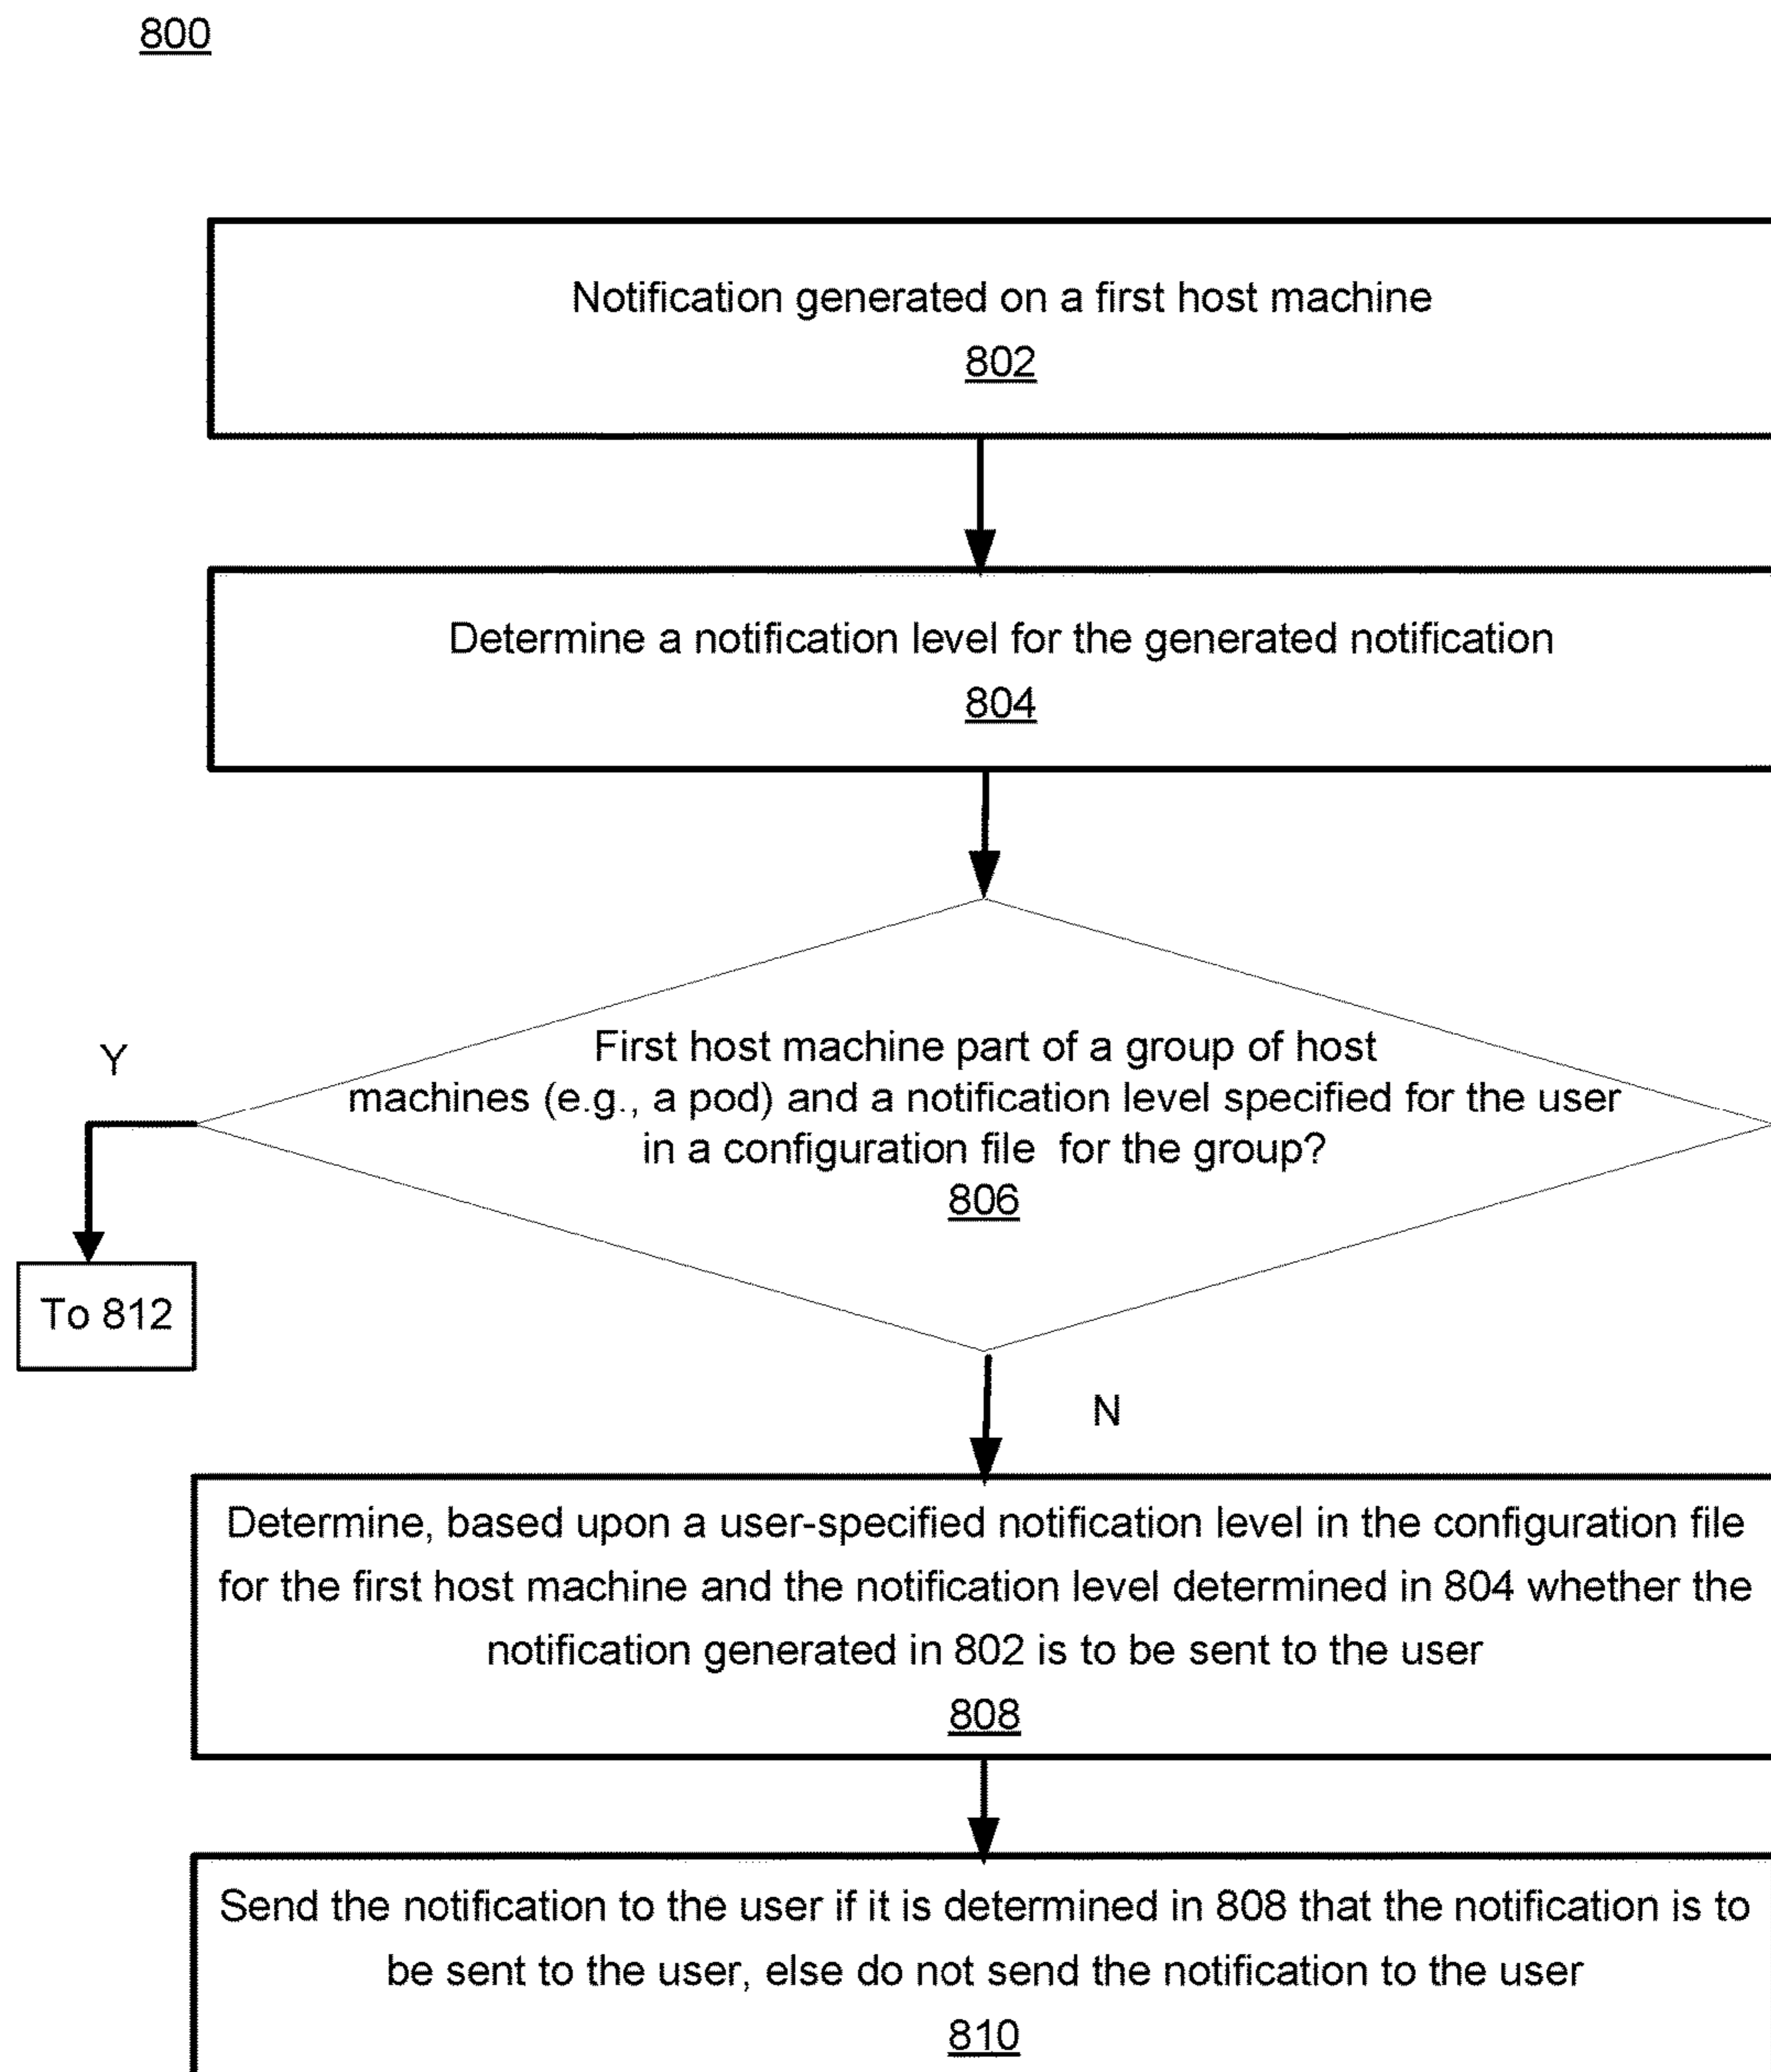 800
Notification generated on a first host machine
802
Determine a notification level for the generated notification
804
First host machine part of a group of host
machines (e.g., a pod) and a notification level specified for the user
in a configuration file for the group?
806
Y
To 812
N
Determine, based upon a user-specified notification level in the configuration file
for the first host machine and the notification level determined in 804 whether the
notification generated in 802 is to be sent to the user
808
Send the notification to the user if it is determined in 808 that the notification is to
be sent to the user, else do not send the notification to the user
810